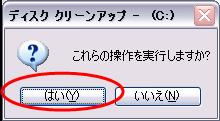 ディスク クリーンアップ - (C:)
これらの操作を実行しますか?
はい(Y) いいえ(N)